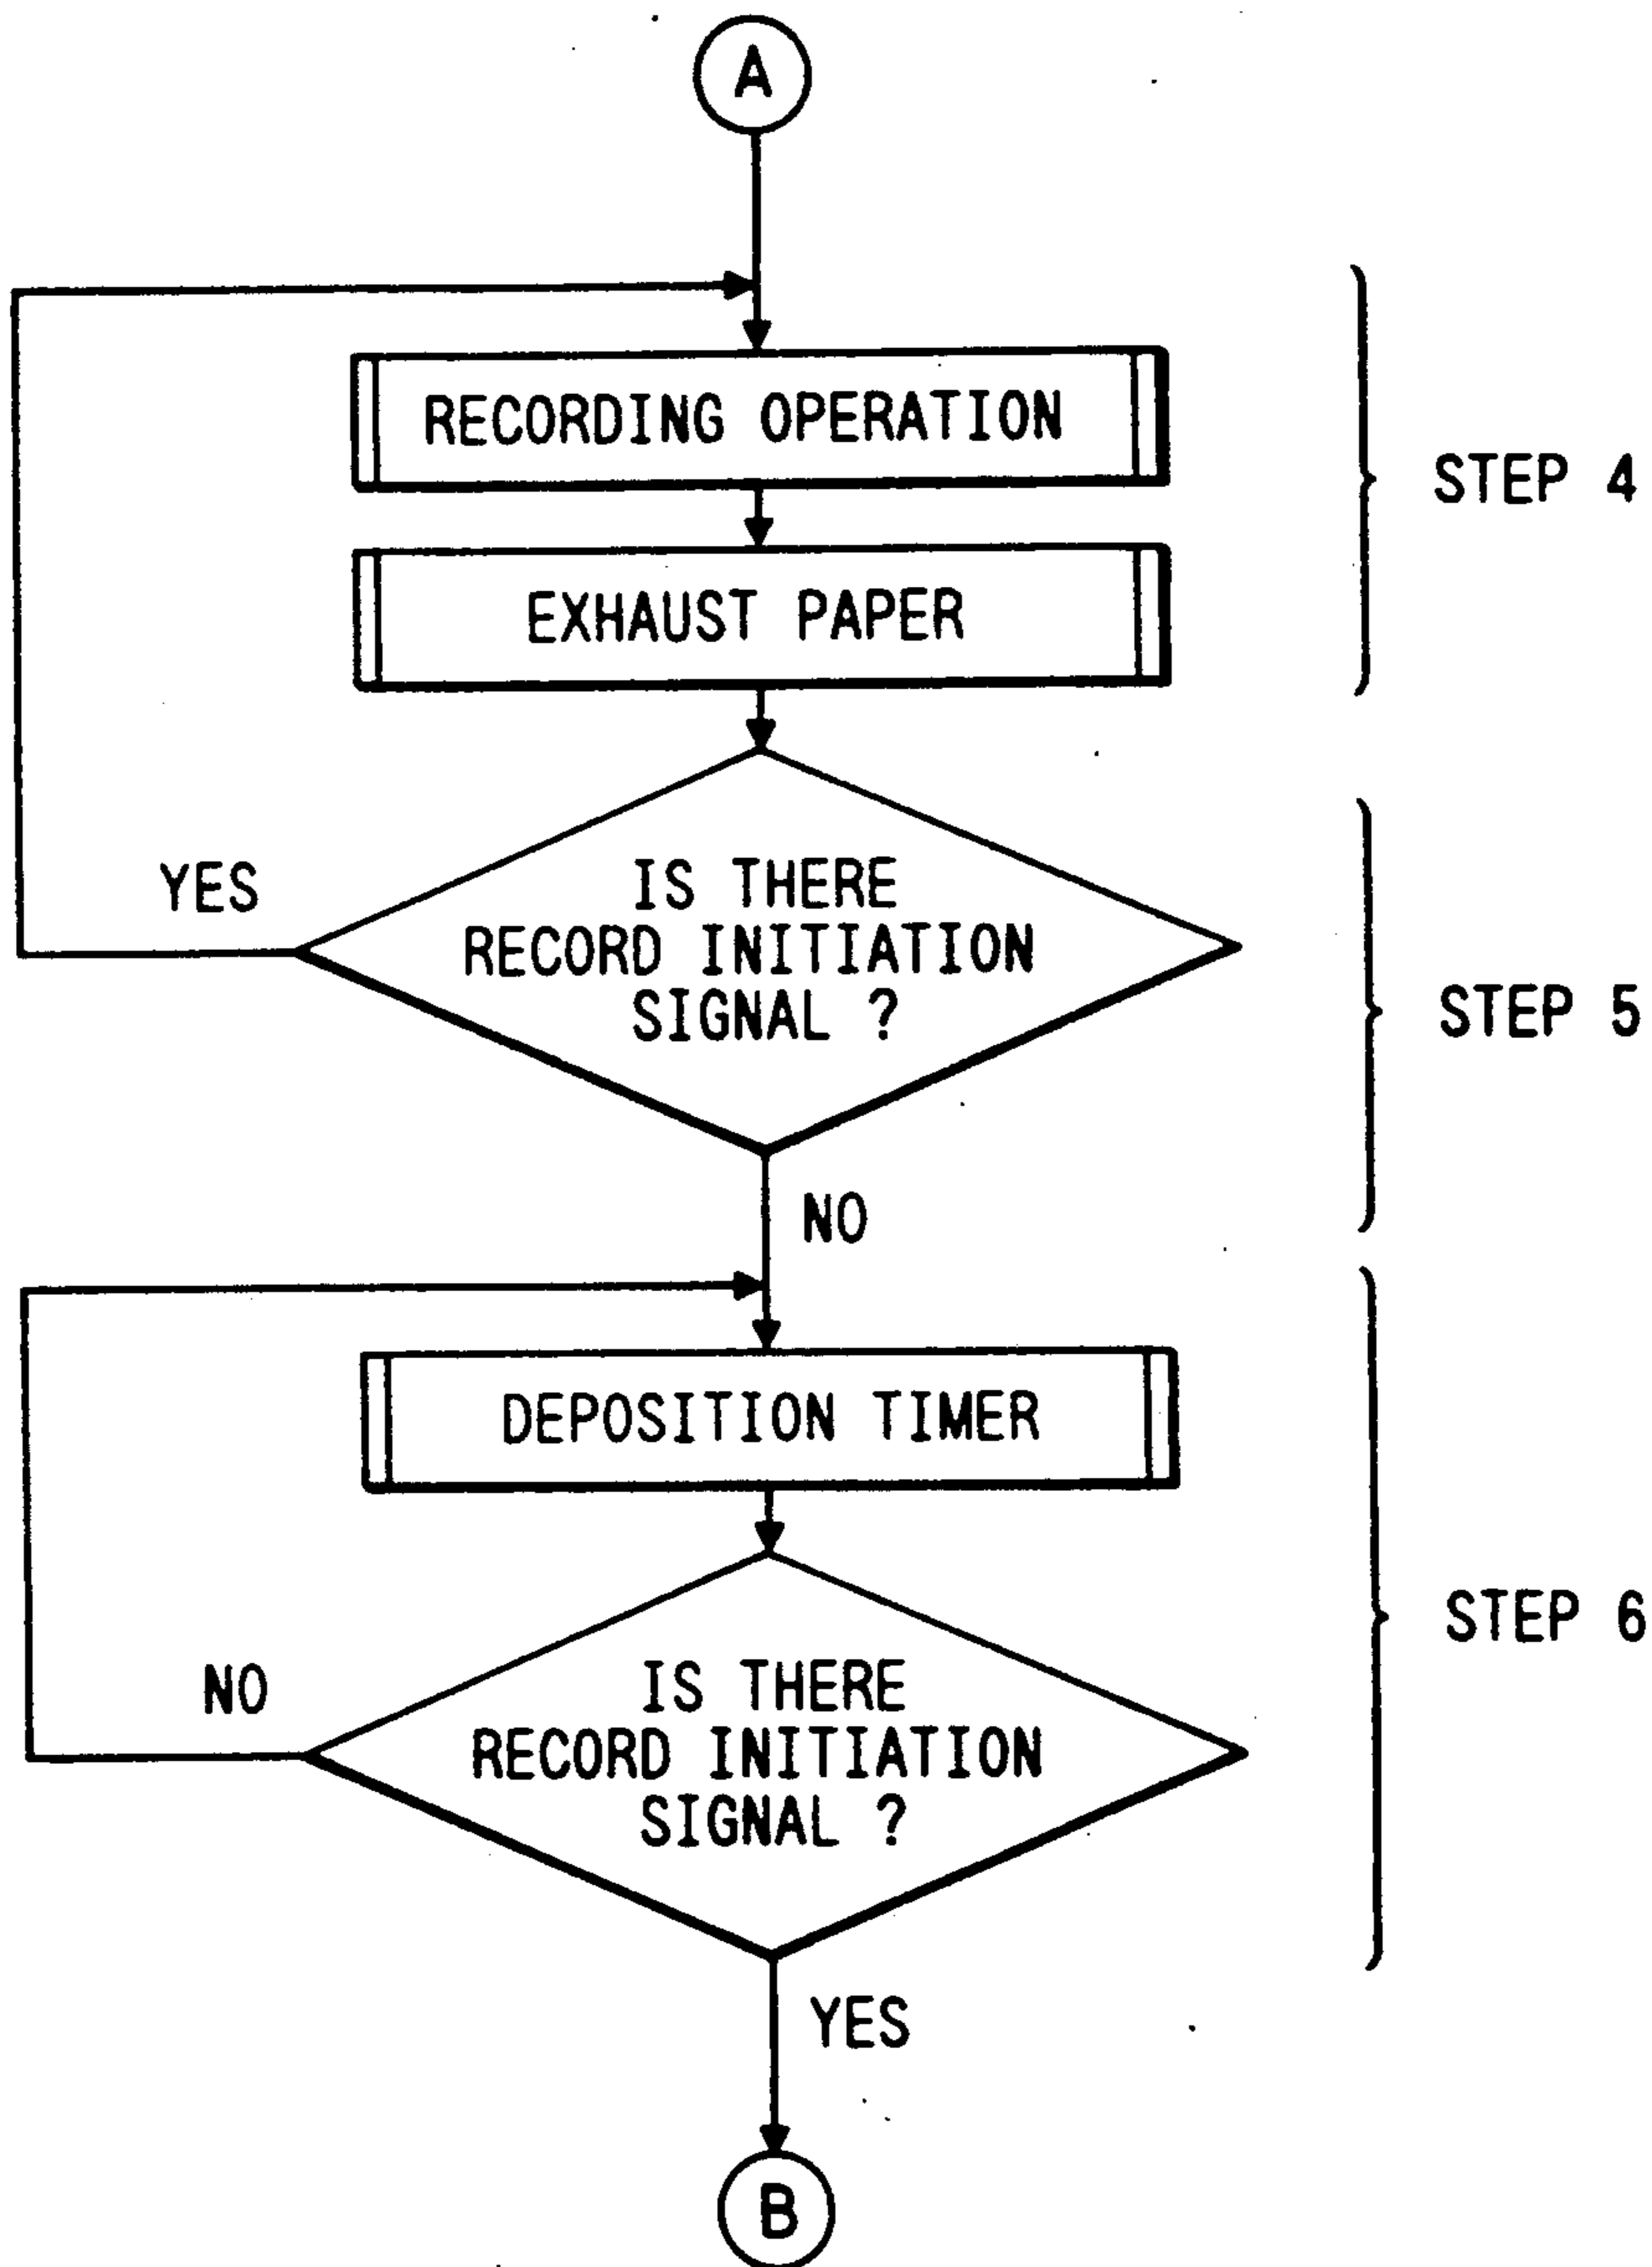 A
RECORDING OPERATION
EXHAUST PAPER
STEP 4
YES
IS THERE
RECORD INITIATION
SIGNAL ?
STEP 5
NO
DEPOSITION TIMER
STEP 6
NO
IS THERE
RECORD INITIATION
SIGNAL ?
YES
B